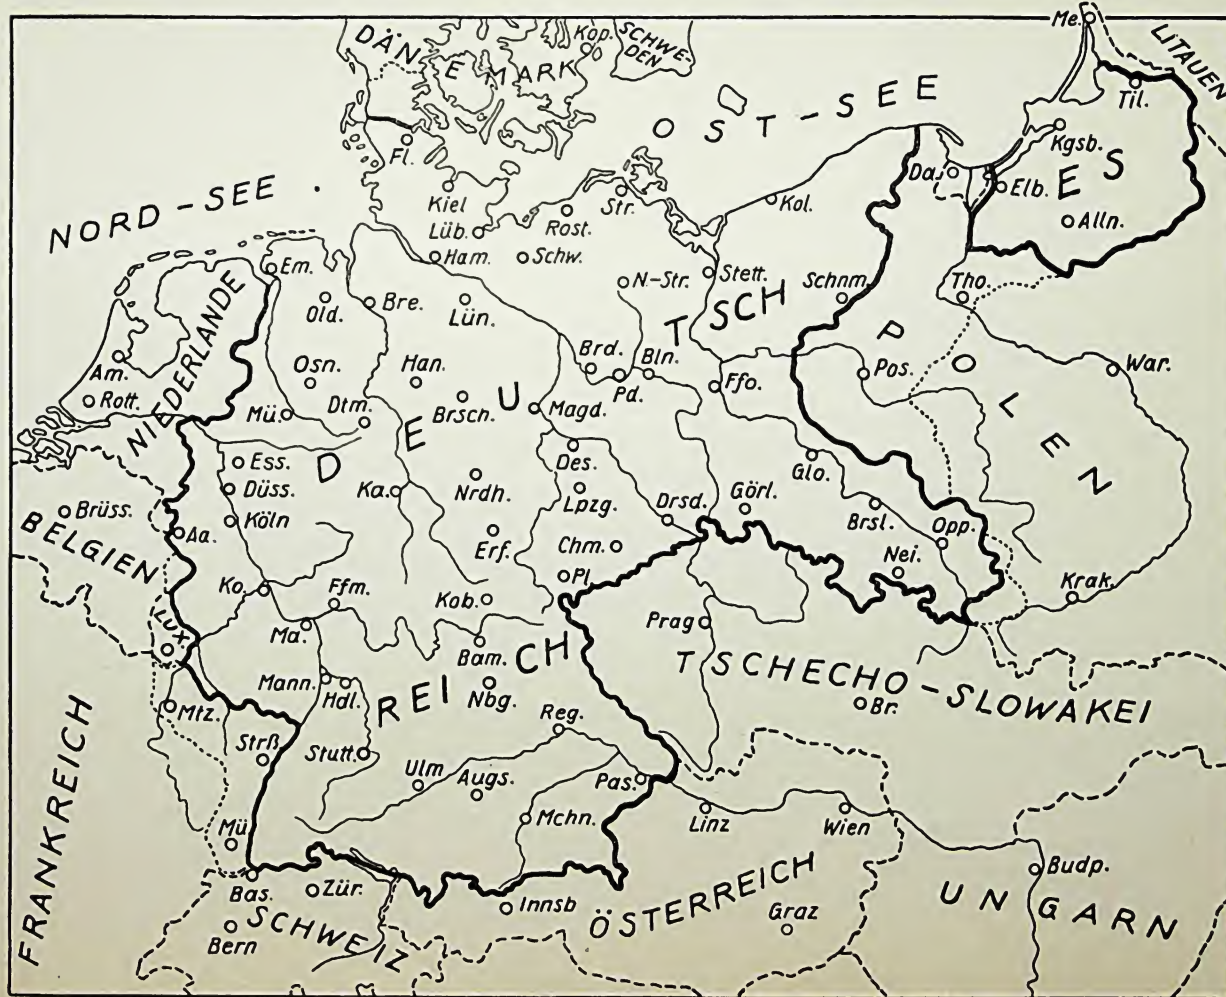 Me.
LITAUEN
DÄNEMARK
Kop.
SCHWE-
DEN
OST-SEE
Til.
Fl.
Kgsb.
Da.
Elb.
ES
Alln.
NORD-SEE
Kiel
Lüb.
Rost.
Str.
Kol.
Ham.
Schw.
Em.
N-Str.
Stett.
Schnm.
Tho.
Old.
Bre.
Lün.
TSCH
POLEN
Am.
Rott.
NIEDERLANDE
Osn.
Han.
Brd.
Bln.
Pd.
Ffo.
Pos.
War.
Mü.
Dtm.
Brsch.
Magd.
DEU
Ess.
Düss.
Köln
Ka.
Nrdh.
Des.
Lpzg.
Drsd.
Görl.
Glo.
Brsl.
Opp.
Brüss.
BELGIEN
Aa.
Erf.
Chm.
Pl.
Nei.
Krak.
Ko.
Ffm.
Kob.
Prag
LUX.
Ma.
Bam.
REICH
TSCHECHO-SLOWAKEI
Mann.
Hdl.
Nbg.
Br.
Mtz.
Strß.
Stutt.
Reg.
FRANKREICH
Ulm
Augs.
Pas.
Mü.
Mchn.
Linz
Wien
Budp.
Bas.
Zür.
Innsb
ÖSTERREICH
Graz
UNGARN
Bern
SCHWEIZ